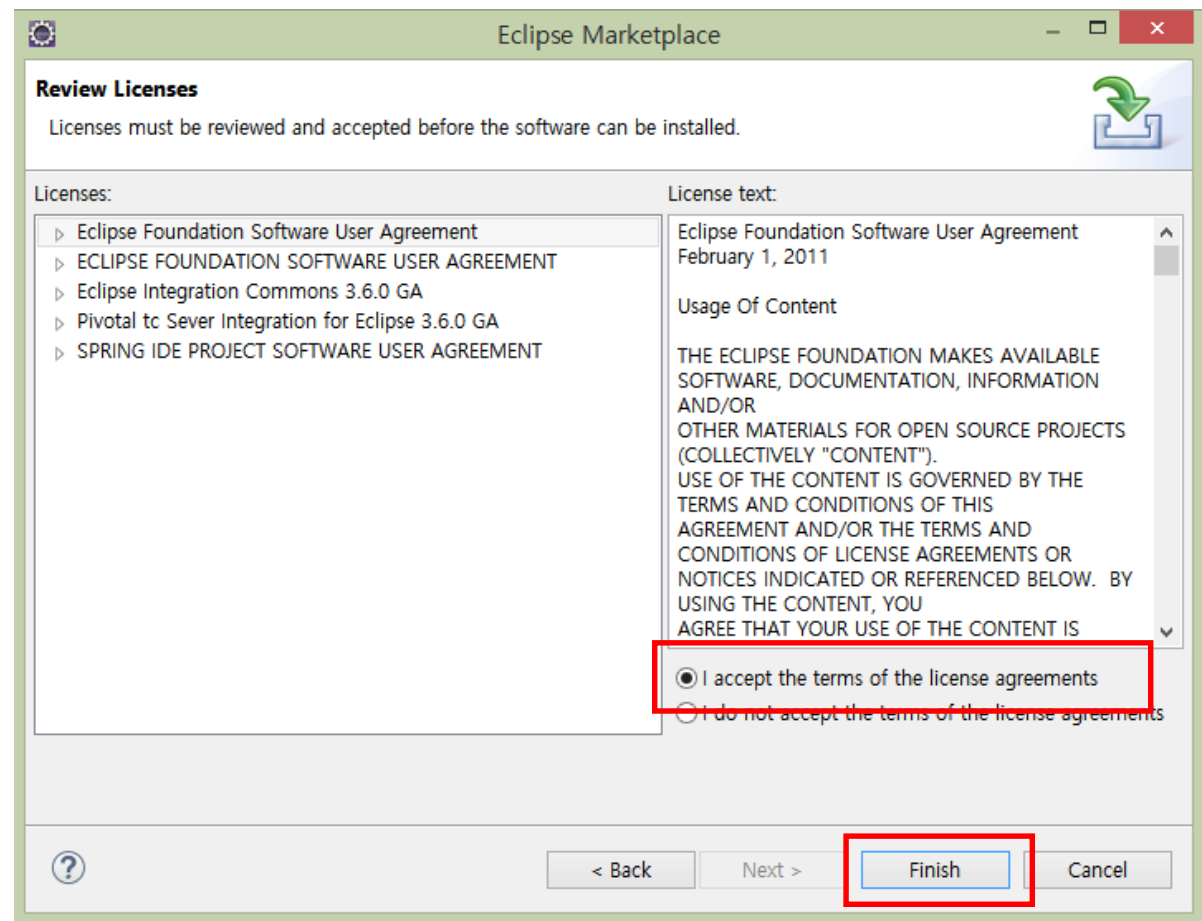 Eclipse Marketplace
Review Licenses
Licenses must be reviewed and accepted before the software can be installed.
Licenses:
Eclipse Foundation Software User Agreement
ECLIPSE FOUNDATION SOFTWARE USER AGREEMENT
Eclipse Integration Commons 3.6.0 GA
Pivotal tc Sever Integration for Eclipse 3.6.0 GA
SPRING IDE PROJECT SOFTWARE USER AGREEMENT
License text:
Eclipse Foundation Software User Agreement
February 1, 2011
Usage Of Content
THE ECLIPSE FOUNDATION MAKES AVAILABLE
SOFTWARE, DOCUMENTATION, INFORMATION
AND/OR
OTHER MATERIALS FOR OPEN SOURCE PROJECTS
(COLLECTIVELY "CONTENT").
USE OF THE CONTENT IS GOVERNED BY THE
TERMS AND CONDITIONS OF THIS
AGREEMENT AND/OR THE TERMS AND
CONDITIONS OF LICENSE AGREEMENTS OR
NOTICES INDICATED OR REFERENCED BELOW.  BY
USING THE CONTENT, YOU
AGREE THAT YOUR USE OF THE CONTENT IS
I accept the terms of the license agreements
I do not accept the terms of the license agreements
?
< Back
Next >
Finish
Cancel